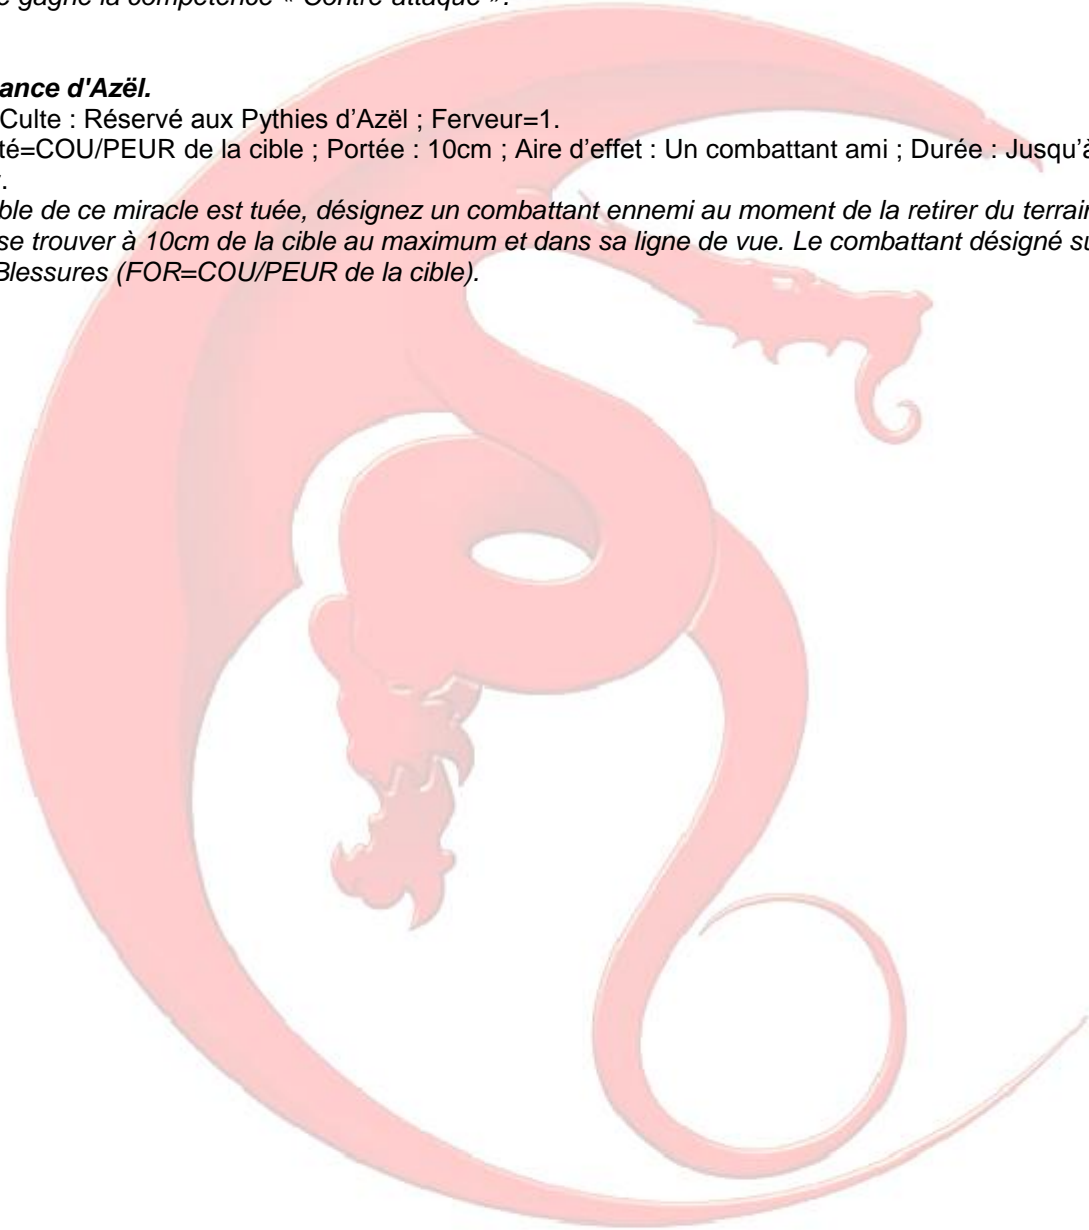 gagne la compétence « Contre-attaque ».
ance d'Azël.
Culte : Réservé aux Pythies d’Azël ; Ferveur=1.
té=COU/PEUR de la cible ; Portée : 10cm ; Aire d’effet : Un combattant ami ; Durée : Jusqu’à
.
ble de ce miracle est tuée, désignez un combattant ennemi au moment de la retirer du terrain
se trouver à 10cm de la cible au maximum et dans sa ligne de vue. Le combattant désigné su
Blessures (FOR=COU/PEUR de la cible).